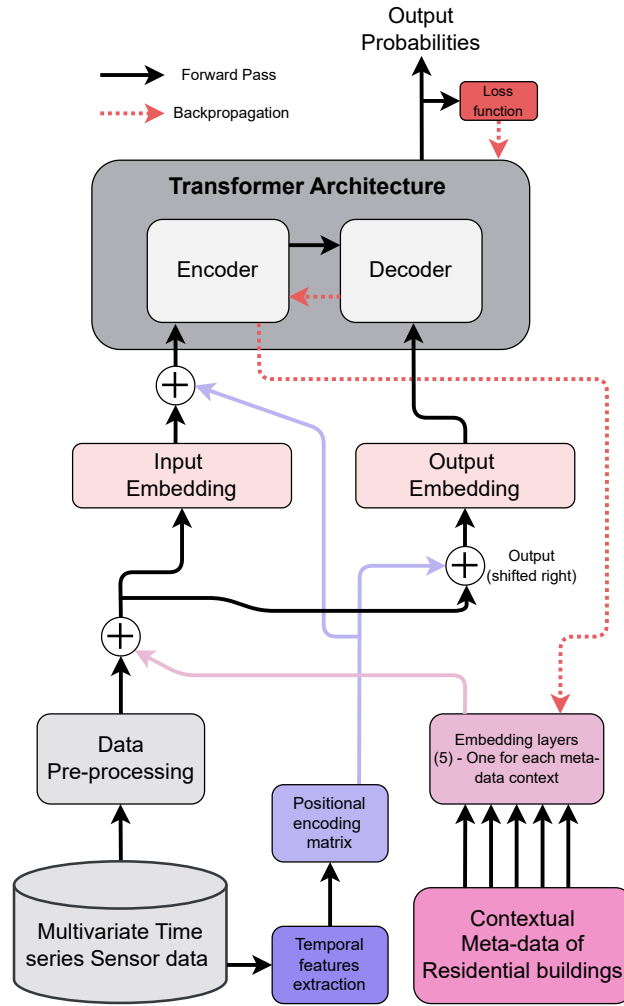 Output
Probabilities
Forward Pass
Backpropagation
Loss
function
Transformer Architecture
Encoder
Decoder
Input
Embedding
Output
Embedding
Output
(shifted right)
Data
Pre-processing
Embedding layers
(5) - One for each meta-
data context
Positional
encoding
matrix
Multivariate Time
series Sensor data
Temporal
features
extraction
Contextual
Meta-data of
Residential buildings